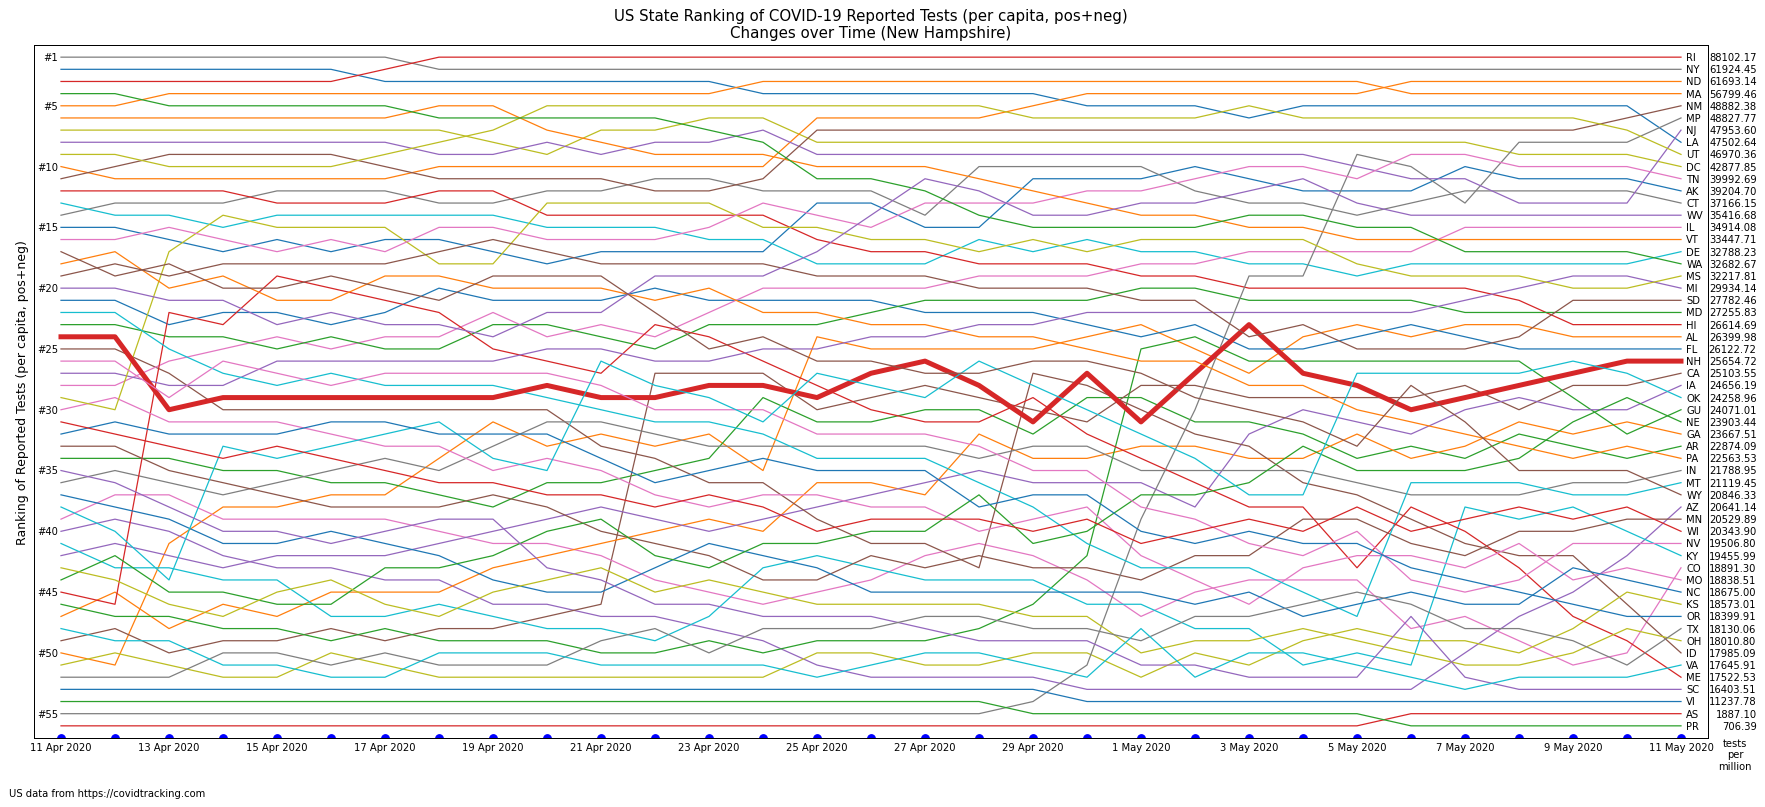 US State Ranking of COVID-19 Reported Tests (per capita, pos+neg)
Changes over Time (New Hampshire)
Ranking of Reported Tests (per capita, pos+neg)
#1
#5
#10
#15
#20
#25
#30
#35
#40
#45
#50
#55
RI 88102.17
NY 61924.45
ND 61693.14
MA 56799.46
NM 48882.38
MP 48827.77
NJ 47953.60
LA 47502.64
UT 46970.36
DC 42877.85
TN 39992.69
AK 39204.70
CT 37166.15
WV 35416.68
IL 34914.08
VT 33447.71
DE 32788.23
WA 32682.67
MS 32217.81
MI 29934.14
SD 27782.46
MD 27255.83
HI 26614.69
AL 26399.98
FL 26122.72
NH 25654.72
CA 25103.55
IA 24656.19
OK 24258.96
GU 24071.01
NE 23903.44
GA 23667.51
AR 22874.09
PA 22563.53
IN 21788.95
MT 21119.45
WY 20846.33
AZ 20641.14
MN 20529.89
WI 20343.90
NV 19506.80
KY 19455.99
CO 18891.30
MO 18838.51
NC 18675.00
KS 18573.01
OR 18399.91
TX 18130.06
OH 18010.80
ID 17985.09
VA 17645.91
ME 17522.53
SC 16403.51
VI 11237.78
AS 1887.10
PR 706.39
11 Apr 2020 13 Apr 2020 15 Apr 2020 17 Apr 2020 19 Apr 2020 21 Apr 2020 23 Apr 2020 25 Apr 2020 27 Apr 2020 29 Apr 2020 1 May 2020 3 May 2020 5 May 2020 7 May 2020 9 May 2020 11 May 2020
tests
per
million
US data from https://covidtracking.com